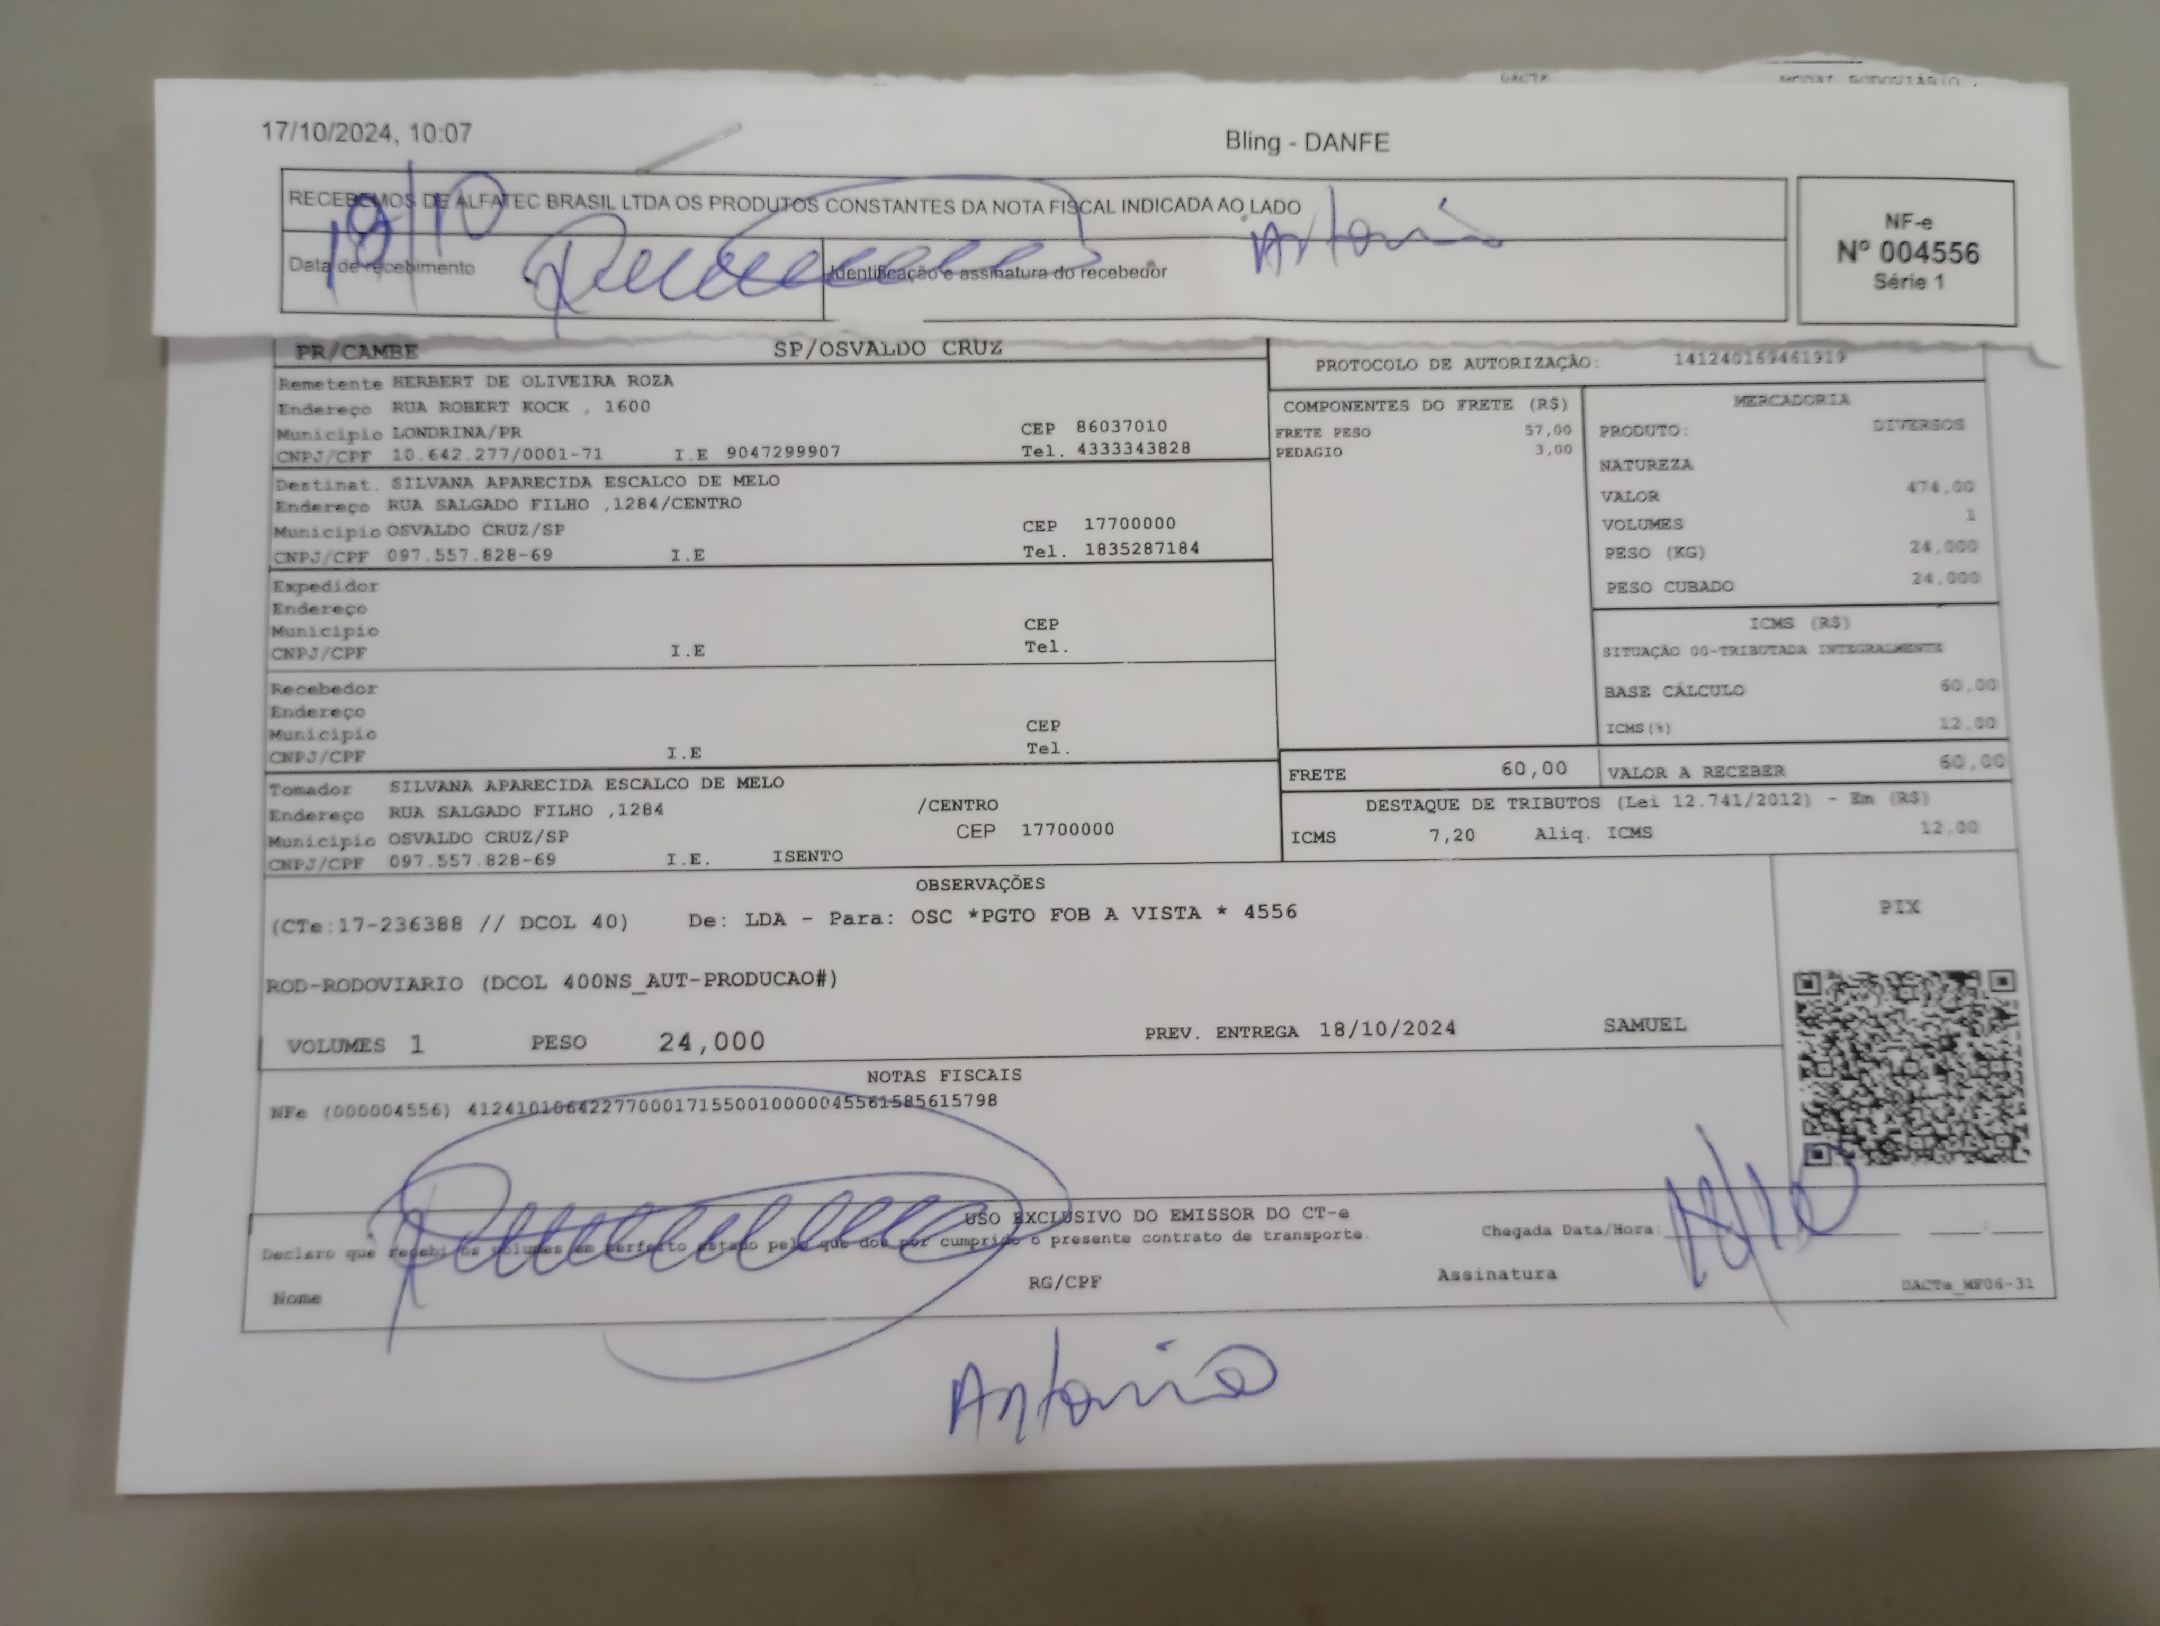 DACTE MODAL RODOVIÁRIO
17/10/2024, 10:07 Bling - DANFE
RECEBEMOS DE ALFATEC BRASIL LTDA OS PRODUTOS CONSTANTES DA NOTA FISCAL INDICADA AO LADO
18/10 Antonio
Data de recebimento Identificação e assinatura do recebedor
NF-e
Nº 004556
Série 1
PR/CAMBE SP/OSVALDO CRUZ
PROTOCOLO DE AUTORIZAÇÃO: 141240169461919
Remetente HERBERT DE OLIVEIRA ROZA
Endereço RUA ROBERT KOCK , 1600
Municipio LONDRINA/PR CEP 86037010
CNPJ/CPF 10.642.277/0001-71 I.E 9047299907 Tel. 4333343828
Destinat. SILVANA APARECIDA ESCALCO DE MELO
Endereço RUA SALGADO FILHO ,1284/CENTRO
Municipio OSVALDO CRUZ/SP CEP 17700000
CNPJ/CPF 097.557.828-69 I.E Tel. 1835287184
Expedidor
Endereço
Municipio CEP
CNPJ/CPF I.E Tel.
Recebedor
Endereço
Municipio CEP
CNPJ/CPF I.E Tel.
Tomador SILVANA APARECIDA ESCALCO DE MELO
Endereço RUA SALGADO FILHO ,1284 /CENTRO
Municipio OSVALDO CRUZ/SP CEP 17700000
CNPJ/CPF 097.557.828-69 I.E. ISENTO
COMPONENTES DO FRETE (R$)
FRETE PESO 57,00
PEDAGIO 3,00
MERCADORIA
PRODUTO: DIVERSOS
NATUREZA
VALOR 474,00
VOLUMES 1
PESO (KG) 24,000
PESO CUBADO 24,000
ICMS (R$)
SITUAÇÃO 00-TRIBUTADA INTEGRALMENTE
BASE CÁLCULO 60,00
ICMS(%) 12,00
FRETE 60,00 VALOR A RECEBER 60,00
DESTAQUE DE TRIBUTOS (Lei 12.741/2012) - Em (R$)
ICMS 7,20 Aliq. ICMS 12,00
OBSERVAÇÕES
(CTe:17-236388 // DCOL 40) De: LDA - Para: OSC *PGTO FOB A VISTA * 4556
PIX
ROD-RODOVIARIO (DCOL 400NS_AUT-PRODUCAO#)
VOLUMES 1 PESO 24,000 PREV. ENTREGA 18/10/2024 SAMUEL
NOTAS FISCAIS
NFe (000004556) 41241010642277000171550010000045561585615798
USO EXCLUSIVO DO EMISSOR DO CT-e
Declaro que recebi os volumes em perfeito estado pelo que dou por cumprido o presente contrato de transporte.
Chegada Data/Hora: 18/10 :
Nome RG/CPF Assinatura DACTe_MF06-31
Antonio